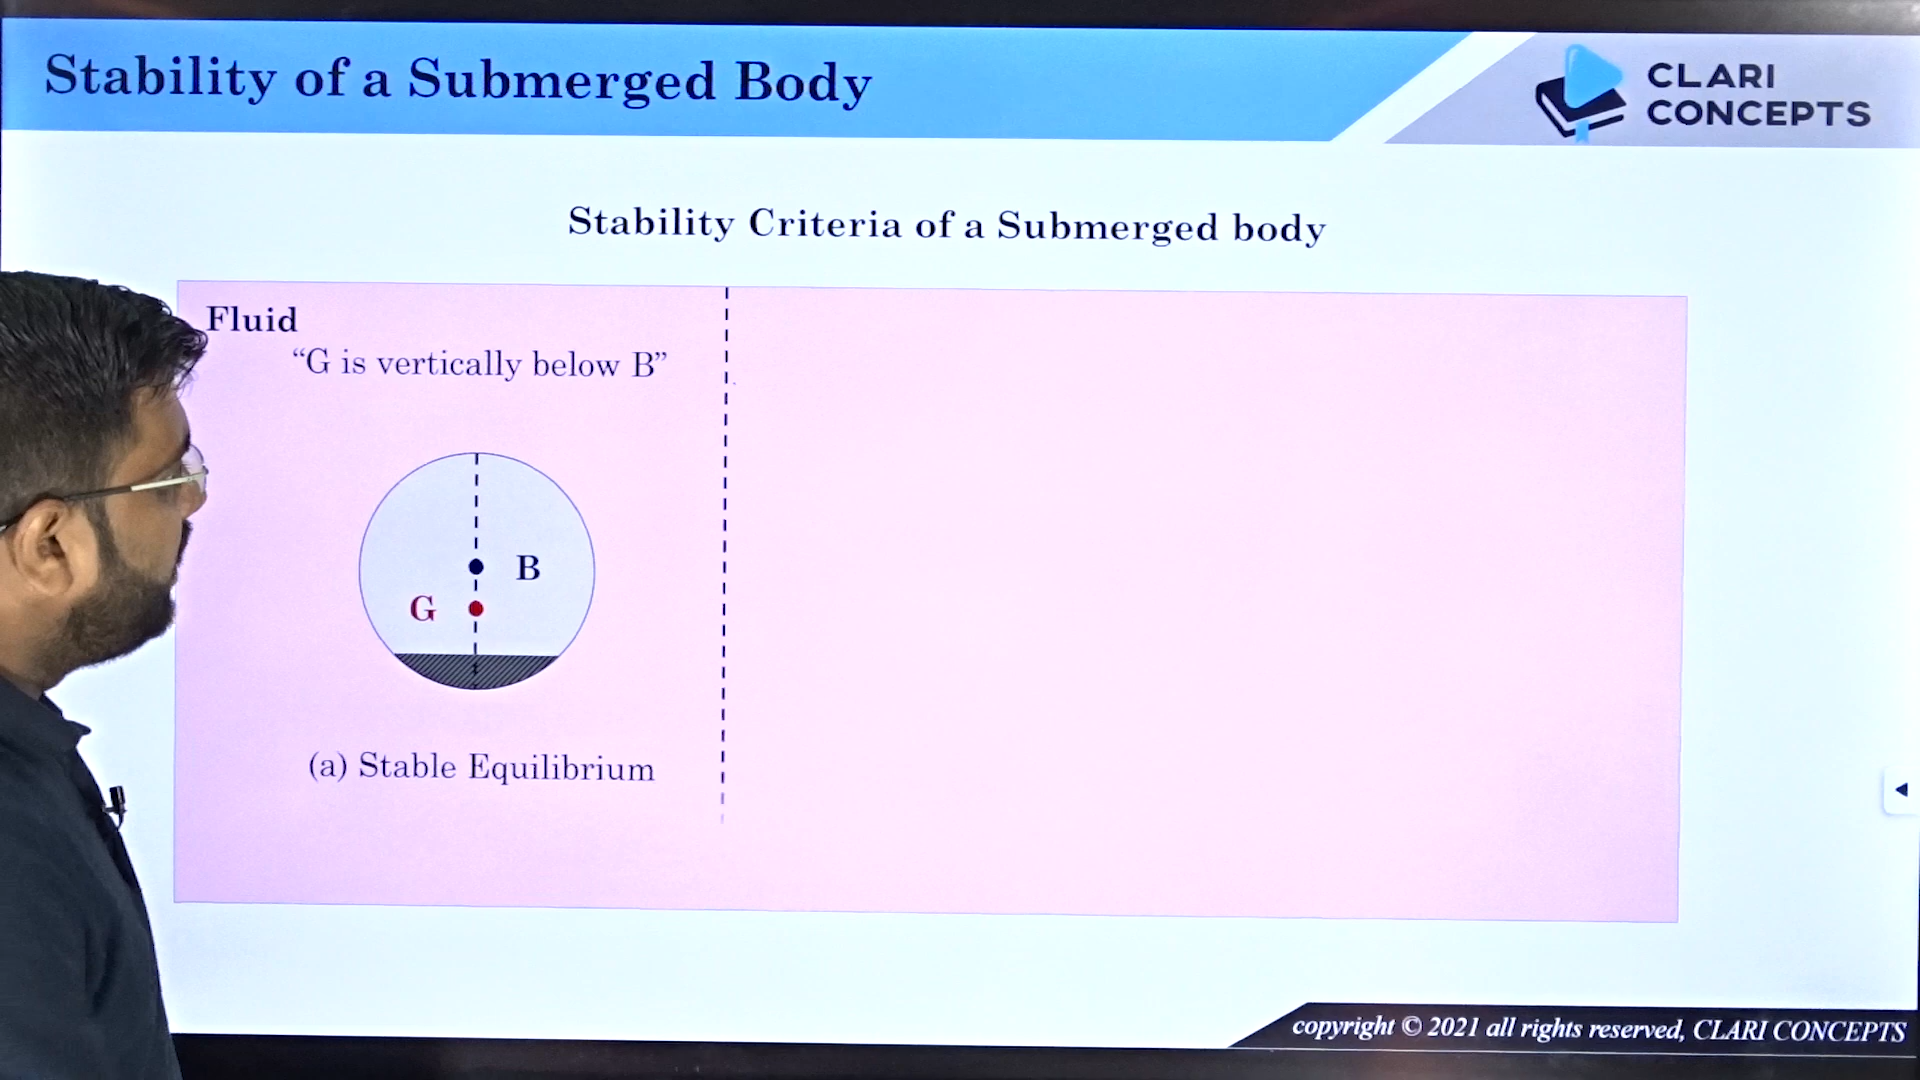 Stability of a Submerged Body
CLARI
CONCEPTS
Stability Criteria of a Submerged body
Fluid
“G is vertically below B”
B
G
(a) Stable Equilibrium
copyright © 2021 all rights reserved, CLARI CONCEPTS